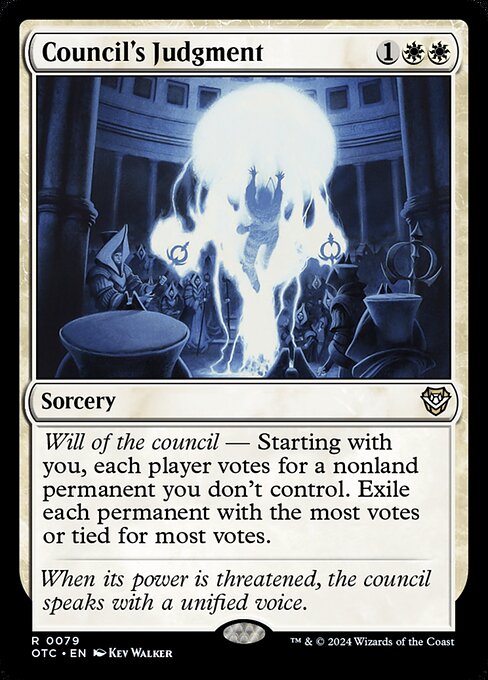 Council's Judgment 1
Sorcery
Will of the council — Starting with
you, each player votes for a nonland
permanent you don't control. Exile
each permanent with the most votes
or tied for most votes.
When its power is threatened, the council
speaks with a unified voice.
R 0079
OTC • EN Kev Walker
™ & © 2024 Wizards of the Coast